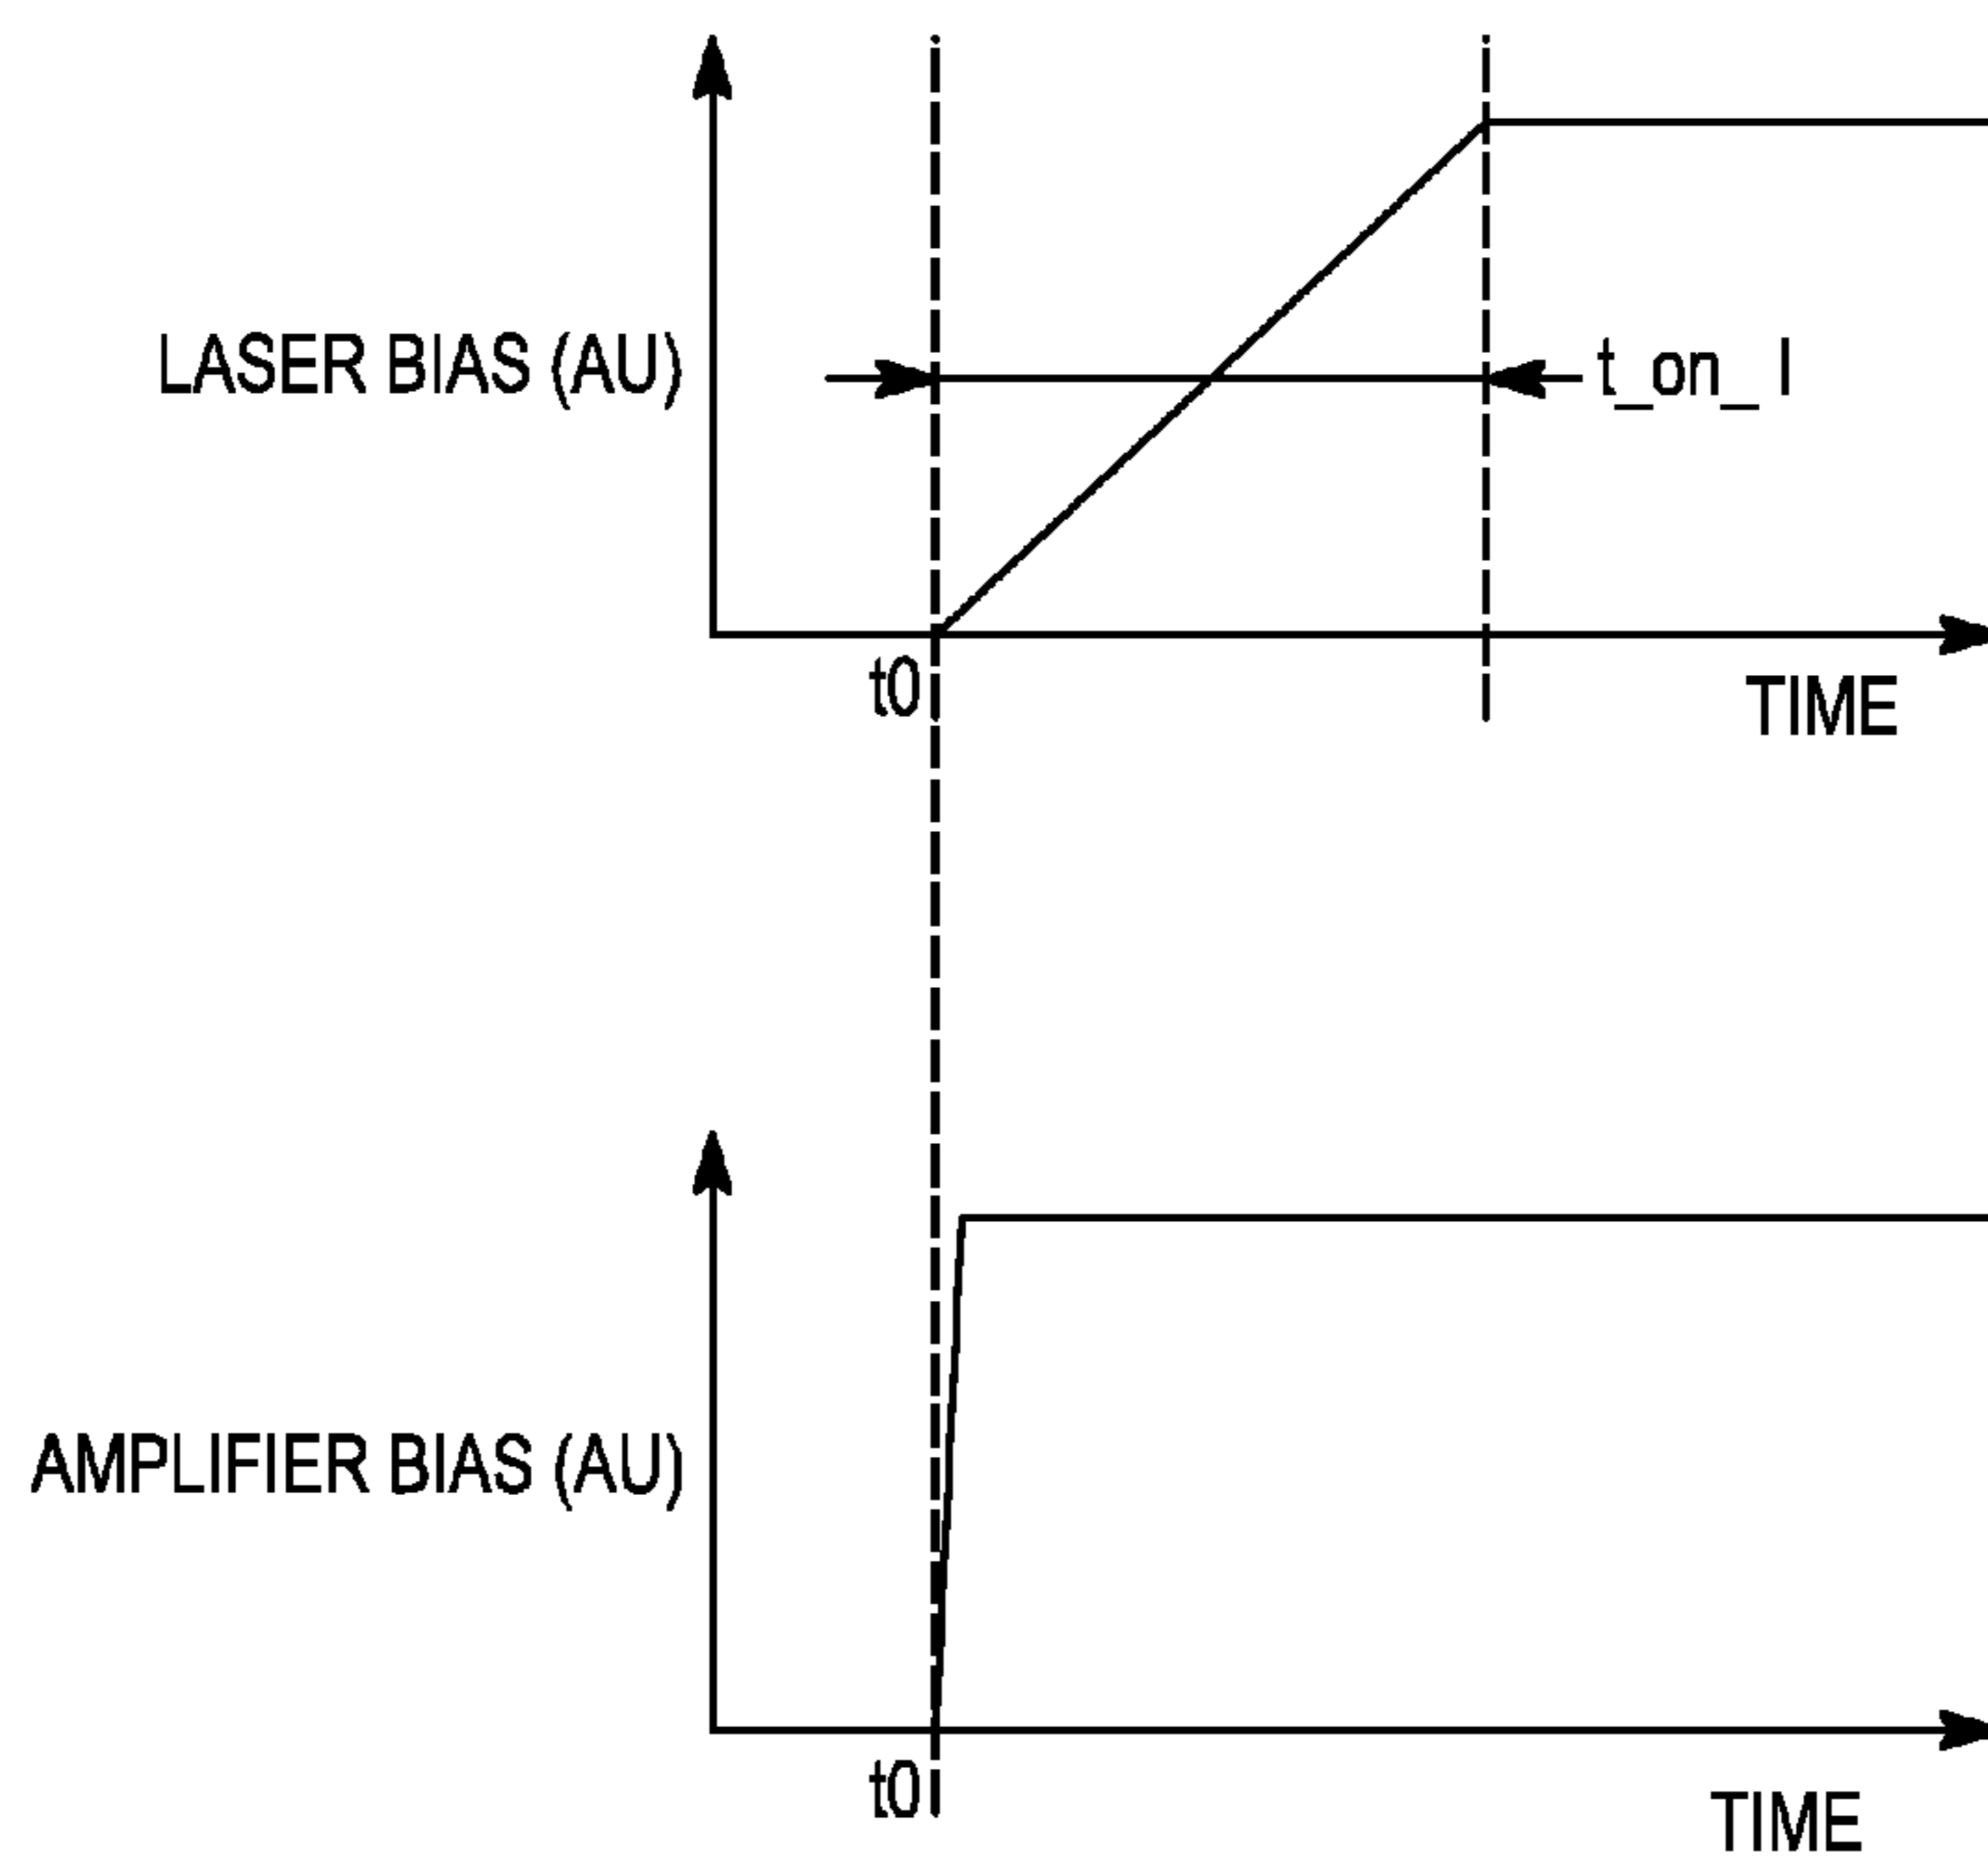 LASER BIAS (AU)
t_on_l
t0
TIME
AMPLIFIER BIAS (AU)
t0
TIME